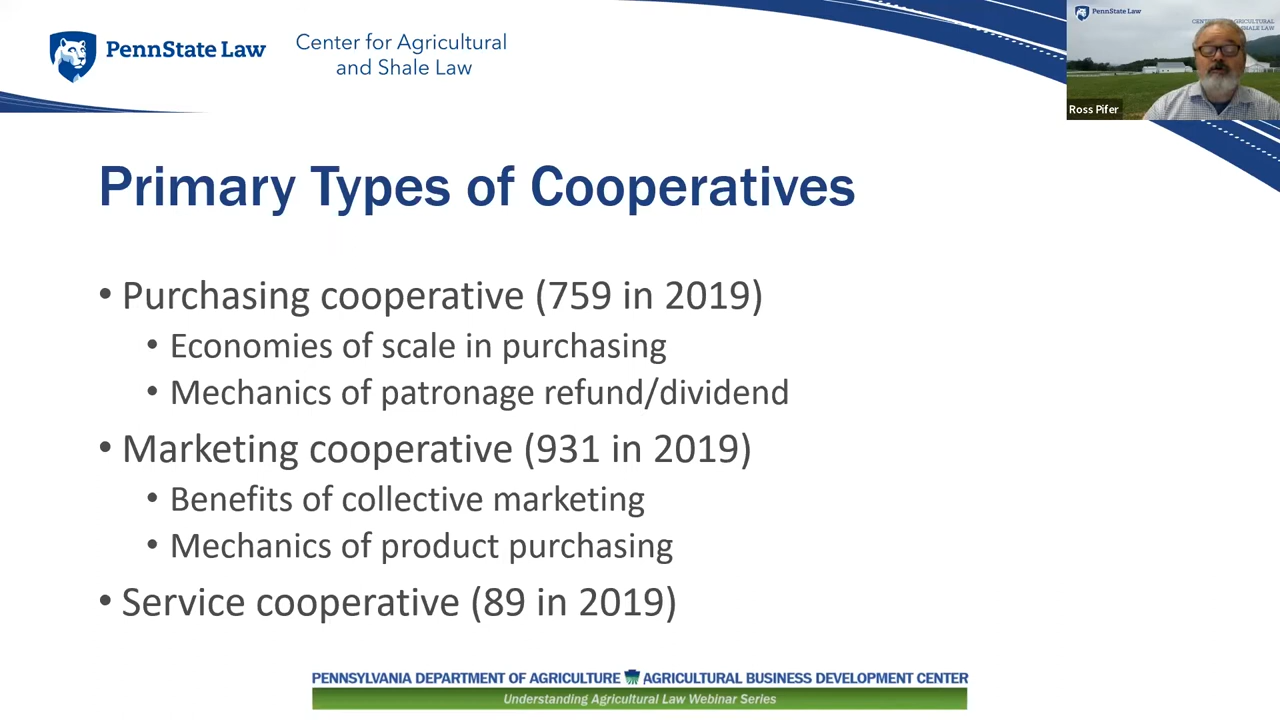 PennState Law
Center for Agricultural
and Shale Law
PennState Law
Ross Pifer
Primary Types of Cooperatives
• Purchasing cooperative (759 in 2019)
• Economies of scale in purchasing
• Mechanics of patronage refund/dividend
• Marketing cooperative (931 in 2019)
• Benefits of collective marketing
• Mechanics of product purchasing
• Service cooperative (89 in 2019)
PENNSYLVANIA DEPARTMENT OF AGRICULTURE AGRICULTURAL BUSINESS DEVELOPMENT CENTER
Understanding Agricultural Law Webinar Series